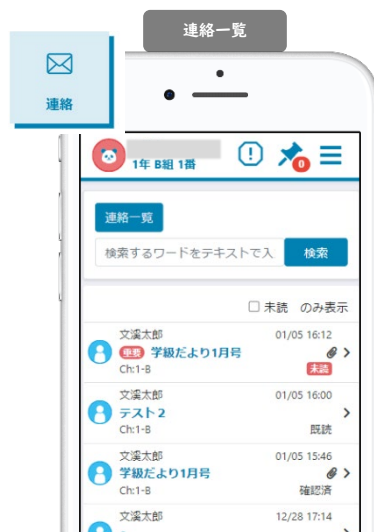 連絡一覧
連絡
1年 B組 1番
0
連絡一覧
検索するワードをテキストで入
検索
未読 のみ表示
文溪太郎 01/05 16:12
重要 学級だより1月号
Ch:1-B 未読
文溪太郎 01/05 16:00
テスト2
Ch:1-B 既読
文溪太郎 01/05 15:46
学級だより1月号
Ch:1-B 確認済
文溪太郎 12/28 17:14